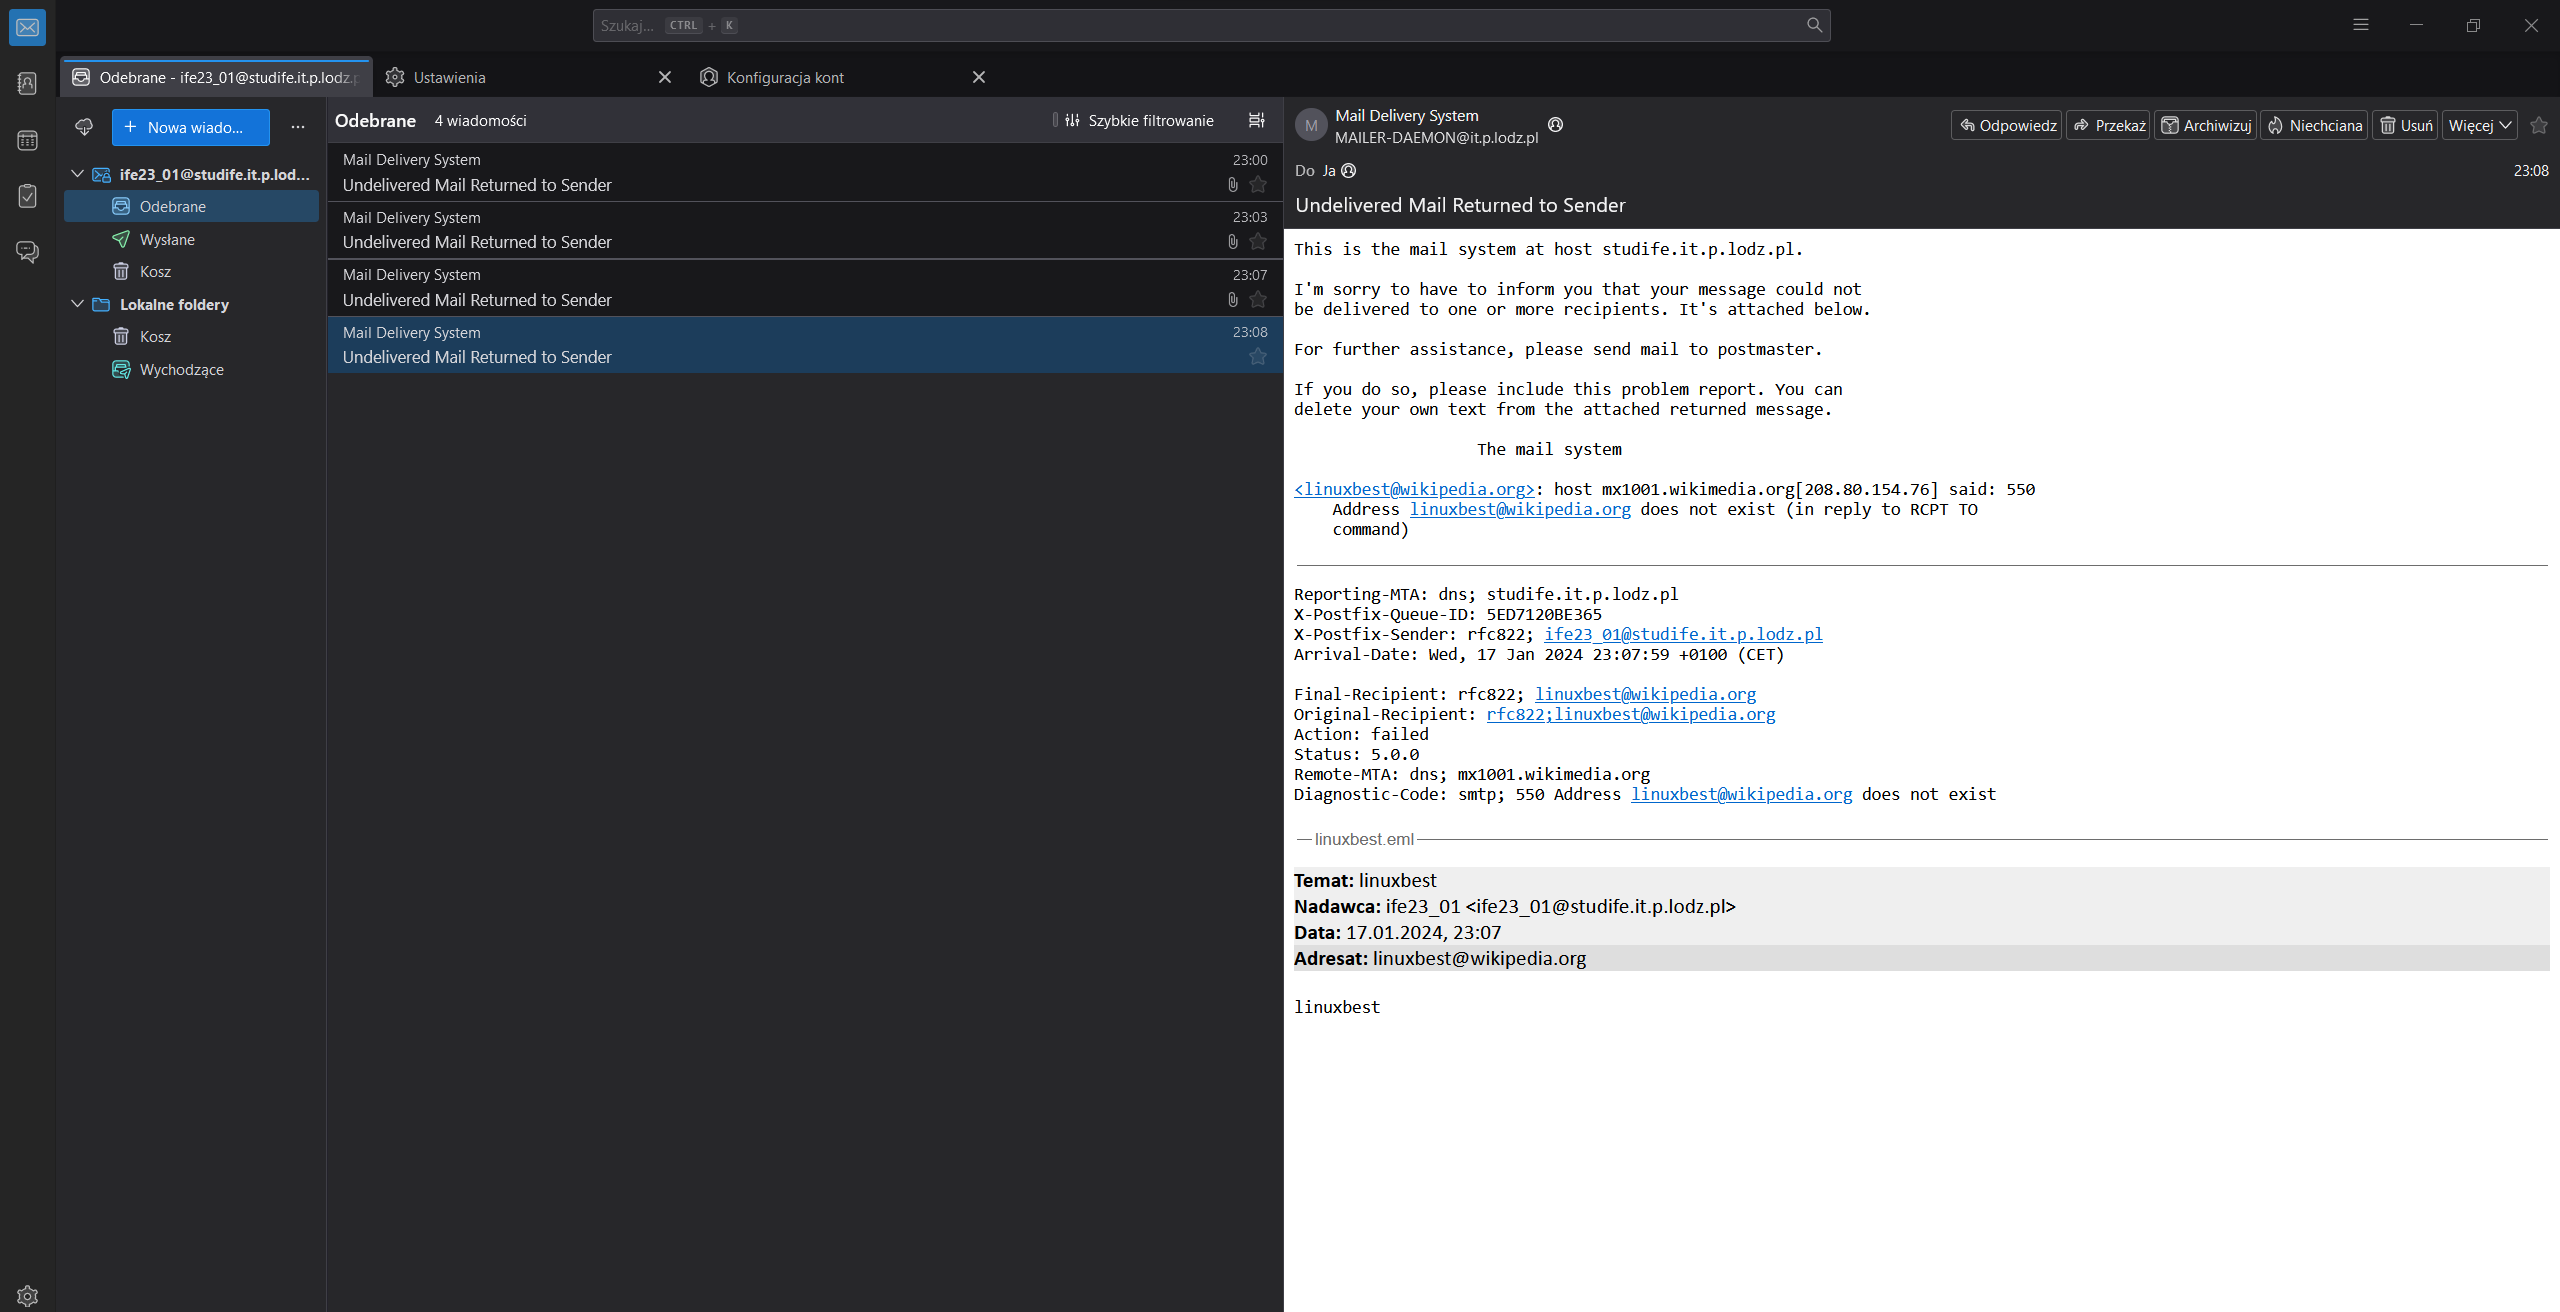 Szukaj... CTRL + K
Odebrane - ife23_01@studife.it.p.lodz.p
Ustawienia
Konfiguracja kont
Nowa wiado...
ife23_01@studife.it.p.lod...
Odebrane
Wysłane
Kosz
Lokalne foldery
Kosz
Wychodzące
Odebrane 4 wiadomości Szybkie filtrowanie
Mail Delivery System 23:00
Undelivered Mail Returned to Sender
Mail Delivery System 23:03
Undelivered Mail Returned to Sender
Mail Delivery System 23:07
Undelivered Mail Returned to Sender
Mail Delivery System 23:08
Undelivered Mail Returned to Sender
M
Mail Delivery System
MAILER-DAEMON@it.p.lodz.pl
Odpowiedz Przekaż Archiwizuj Niechciana Usuń Więcej
Do Ja 23:08
Undelivered Mail Returned to Sender
This is the mail system at host studife.it.p.lodz.pl.
I'm sorry to have to inform you that your message could not
be delivered to one or more recipients. It's attached below.
For further assistance, please send mail to postmaster.
If you do so, please include this problem report. You can
delete your own text from the attached returned message.
The mail system
<linuxbest@wikipedia.org>: host mx1001.wikimedia.org[208.80.154.76] said: 550
Address linuxbest@wikipedia.org does not exist (in reply to RCPT TO
command)
Reporting-MTA: dns; studife.it.p.lodz.pl
X-Postfix-Queue-ID: 5ED7120BE365
X-Postfix-Sender: rfc822; ife23_01@studife.it.p.lodz.pl
Arrival-Date: Wed, 17 Jan 2024 23:07:59 +0100 (CET)
Final-Recipient: rfc822; linuxbest@wikipedia.org
Original-Recipient: rfc822;linuxbest@wikipedia.org
Action: failed
Status: 5.0.0
Remote-MTA: dns; mx1001.wikimedia.org
Diagnostic-Code: smtp; 550 Address linuxbest@wikipedia.org does not exist
linuxbest.eml
Temat: linuxbest
Nadawca: ife23_01 <ife23_01@studife.it.p.lodz.pl>
Data: 17.01.2024, 23:07
Adresat: linuxbest@wikipedia.org
linuxbest